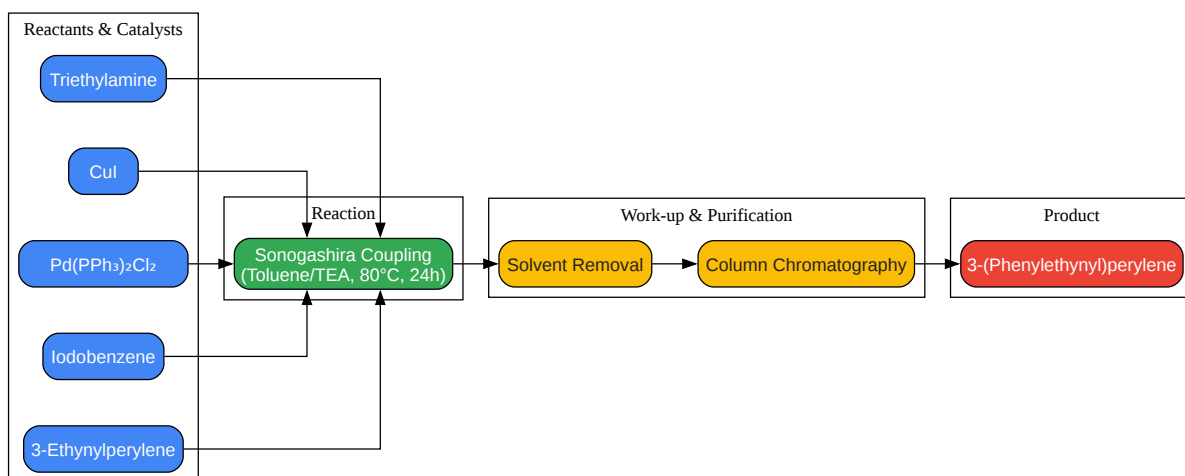 Reactants & Catalysts
Triethylamine
CuI
Pd(PPh₃)₂Cl₂
Iodobenzene
3-Ethynylperylene
Reaction
Sonogashira Coupling
(Toluene/TEA, 80°C, 24h)
Work-up & Purification
Solvent Removal
Column Chromatography
Product
3-(Phenylethynyl)perylene